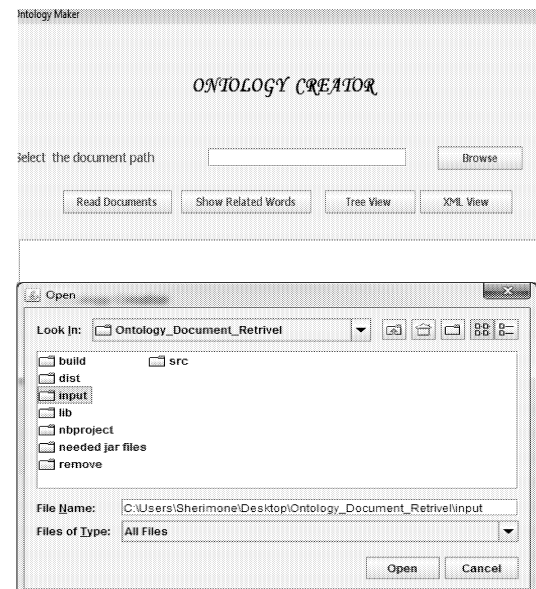 Ontology Maker
ONTOLOGY CREATOR
Select the document path
Browse
Read Documents Show Related Words Tree View XML View
Open
Look In: Ontology_Document_Retrivel
build src
dist
input
lib
nbproject
needed jar files
remove
File Name: C:\Users\Sherimone\Desktop\Ontology_Document_Retrivel\input
Files of Type: All Files
Open Cancel